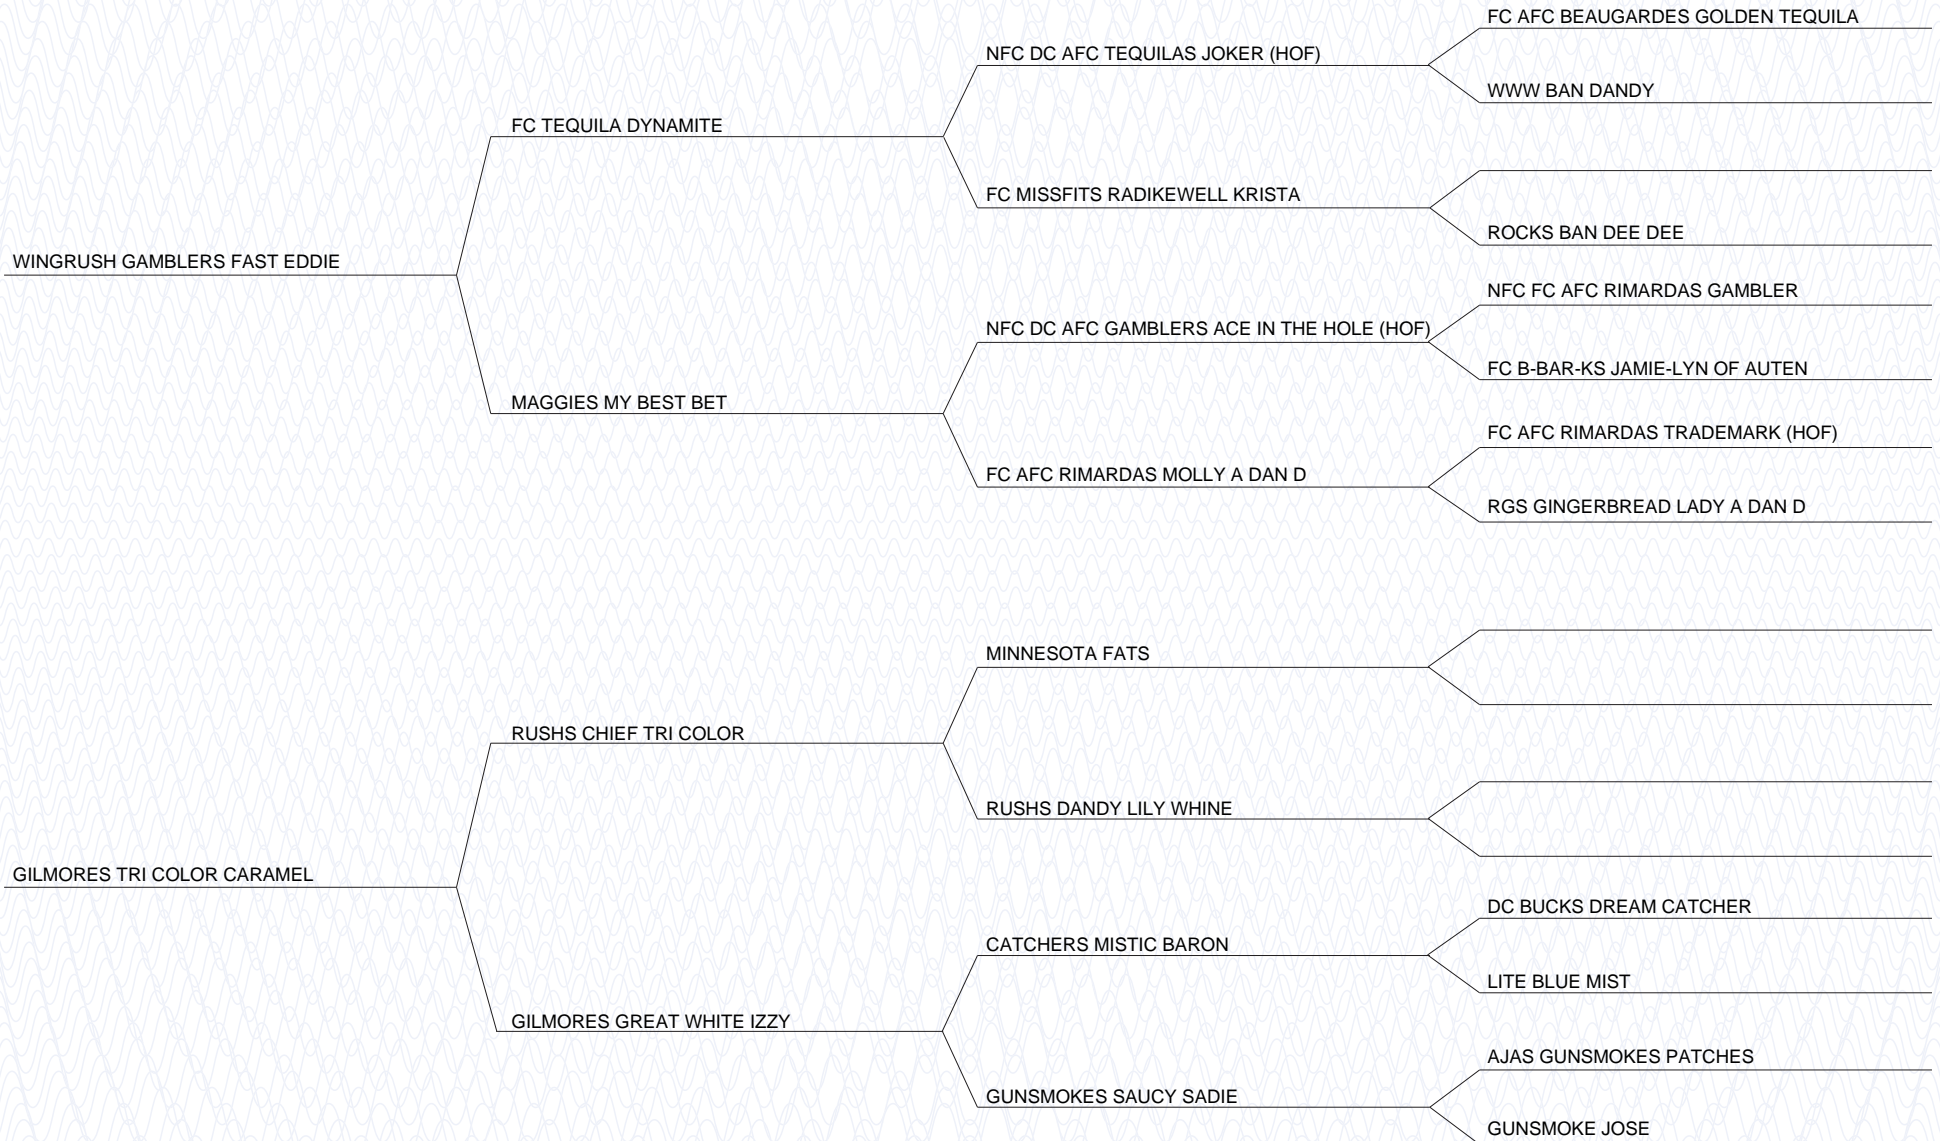 FC AFC BEAUGARDES GOLDEN TEQUILA
NFC DC AFC TEQUILAS JOKER (HOF)
WWW BAN DANDY
FC TEQUILA DYNAMITE
FC MISSFITS RADIKEWELL KRISTA
ROCKS BAN DEE DEE
WINGRUSH GAMBLERS FAST EDDIE
NFC FC AFC RIMARDAS GAMBLER
NFC DC AFC GAMBLERS ACE IN THE HOLE (HOF)
FC B-BAR-KS JAMIE-LYN OF AUTEN
MAGGIES MY BEST BET
FC AFC RIMARDAS TRADEMARK (HOF)
FC AFC RIMARDAS MOLLY A DAN D
RGS GINGERBREAD LADY A DAN D
MINNESOTA FATS
RUSHS CHIEF TRI COLOR
RUSHS DANDY LILY WHINE
GILMORES TRI COLOR CARAMEL
DC BUCKS DREAM CATCHER
CATCHERS MISTIC BARON
LITE BLUE MIST
GILMORES GREAT WHITE IZZY
AJAS GUNSMOKES PATCHES
GUNSMOKES SAUCY SADIE
GUNSMOKE JOSE